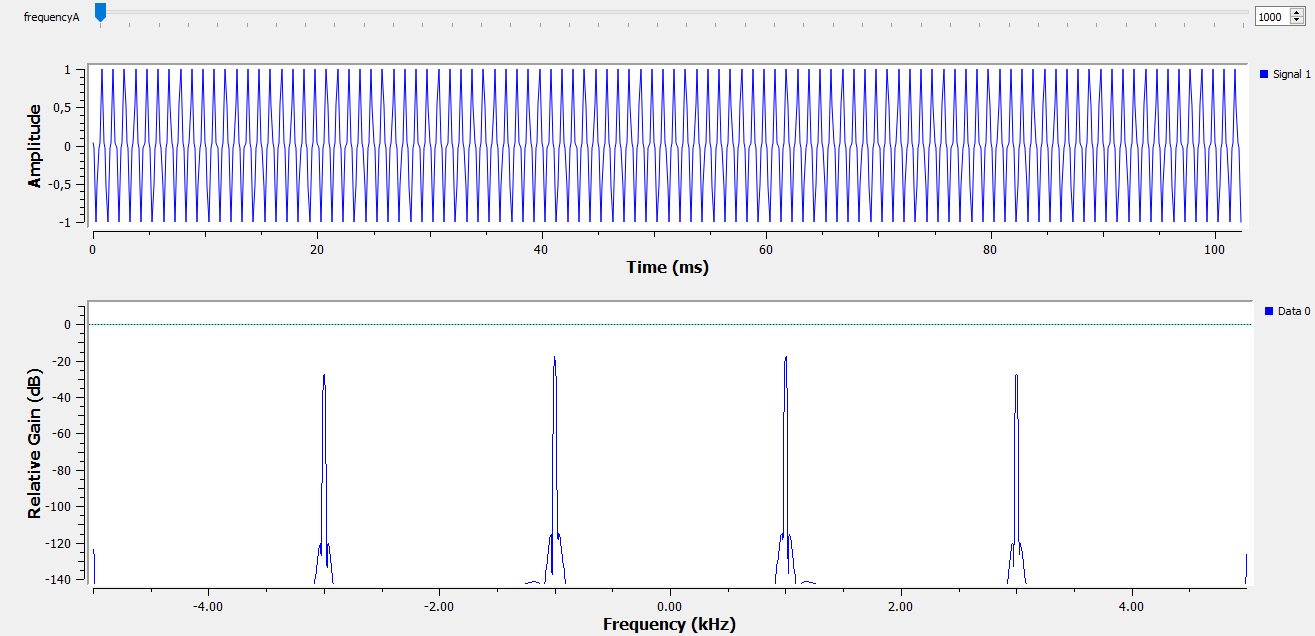 frequencyA
1000
1
0,5
0
-0,5
-1
Amplitude
Signal 1
0 20 40 60 80 100
Time (ms)
0
-20
-40
-60
-80
-100
-120
-140
Relative Gain (dB)
Data 0
-4.00 -2.00 0.00 2.00 4.00
Frequency (kHz)